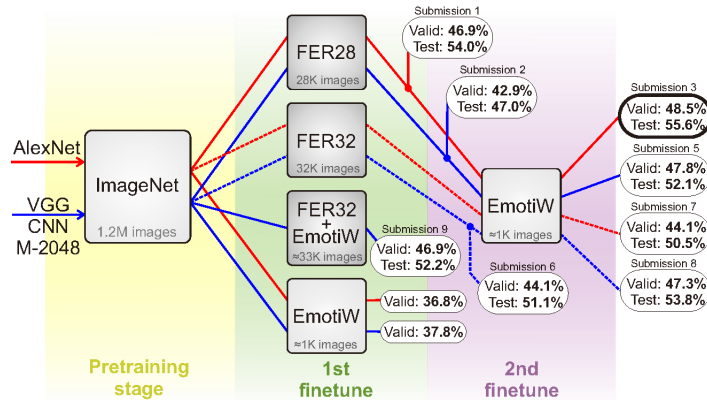 AlexNet
VGG
CNN
M-2048
ImageNet
1.2M images
FER28
28K images
FER32
32K images
FER32
+
EmotiW
≈33K images
EmotiW
≈1K images
Submission 1
Valid: 46.9%
Test: 54.0%
Submission 2
Valid: 42.9%
Test: 47.0%
Submission 9
Valid: 46.9%
Test: 52.2%
Valid: 36.8%
Valid: 37.8%
Submission 6
Valid: 44.1%
Test: 51.1%
EmotiW
≈1K images
Submission 3
Valid: 48.5%
Test: 55.6%
Submission 5
Valid: 47.8%
Test: 52.1%
Submission 7
Valid: 44.1%
Test: 50.5%
Submission 8
Valid: 47.3%
Test: 53.8%
Pretraining
stage
1st
finetune
2nd
finetune